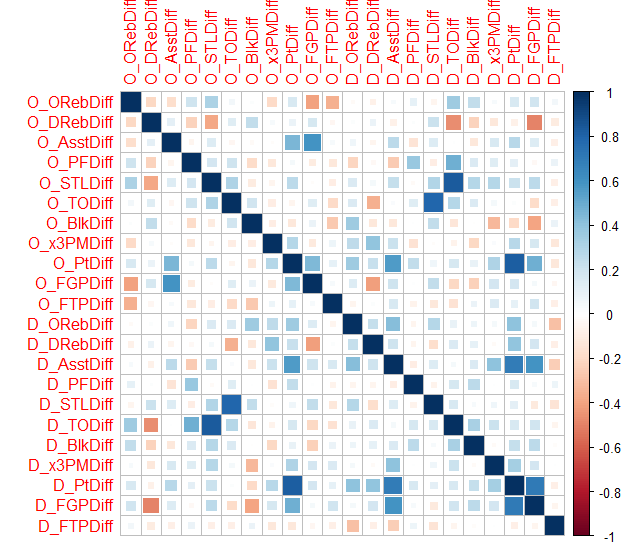 O_ORebDiff
O_DRebDiff
O_AsstDiff
O_PFDiff
O_STLDiff
O_TODiff
O_BlkDiff
O_x3PMDiff
O_PtDiff
O_FGPDiff
O_FTPDiff
D_ORebDiff
D_DRebDiff
D_AsstDiff
D_PFDiff
D_STLDiff
D_TODiff
D_BlkDiff
D_x3PMDiff
D_PtDiff
D_FGPDiff
D_FTPDiff
O_ORebDiff
O_DRebDiff
O_AsstDiff
O_PFDiff
O_STLDiff
O_TODiff
O_BlkDiff
O_x3PMDiff
O_PtDiff
O_FGPDiff
O_FTPDiff
D_ORebDiff
D_DRebDiff
D_AsstDiff
D_PFDiff
D_STLDiff
D_TODiff
D_BlkDiff
D_x3PMDiff
D_PtDiff
D_FGPDiff
D_FTPDiff
1
0.8
0.6
0.4
0.2
0
-0.2
-0.4
-0.6
-0.8
-1